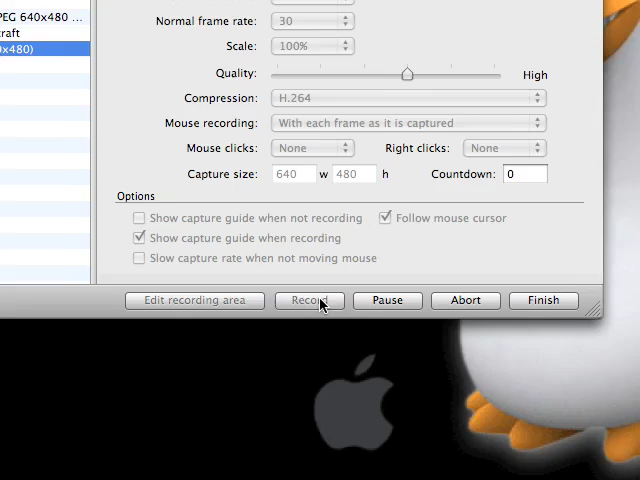 PEG 640x480 ...
craft
0x480)
Normal frame rate: 30
Scale: 100%
Quality: High
Compression: H.264
Mouse recording: With each frame as it is captured
Mouse clicks: None Right clicks: None
Capture size: 640 w 480 h Countdown: 0
Options
Show capture guide when not recording Follow mouse cursor
Show capture guide when recording
Slow capture rate when not moving mouse
Edit recording area Record Pause Abort Finish